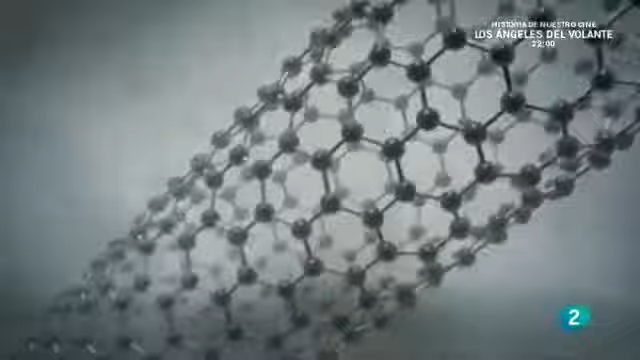 HISTORIA DE NUESTRO CINE
LOS ÁNGELES DEL VOLANTE
22:00
2